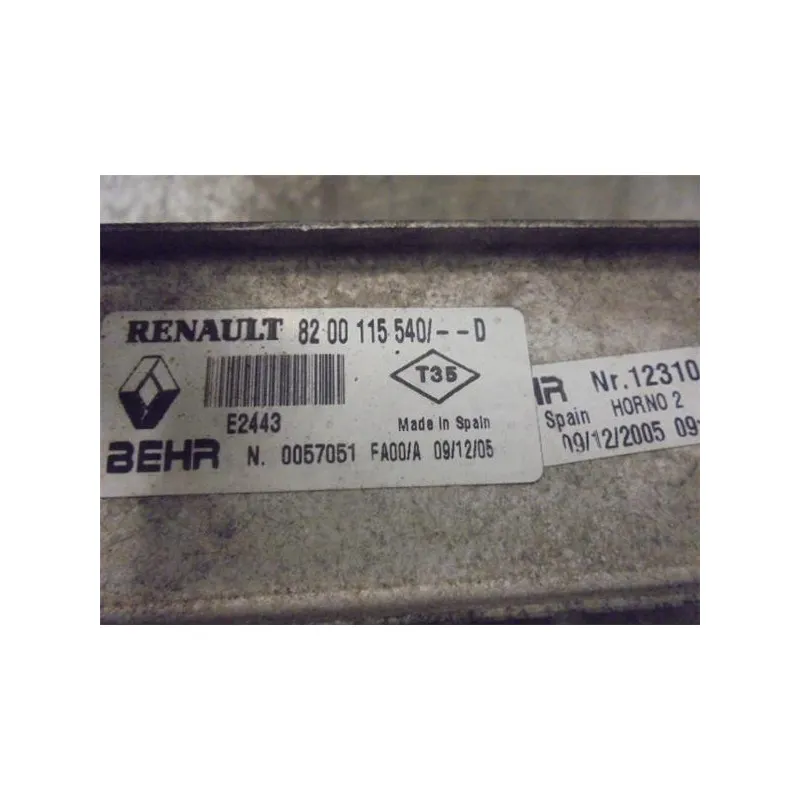 RENAULT 82 00 115 540/--D
T35
E2443
Made in Spain
BEHR N. 0057051 FA00/A 09/12/05
Nr.12310
Spain HORNO 2
09/12/2005 09